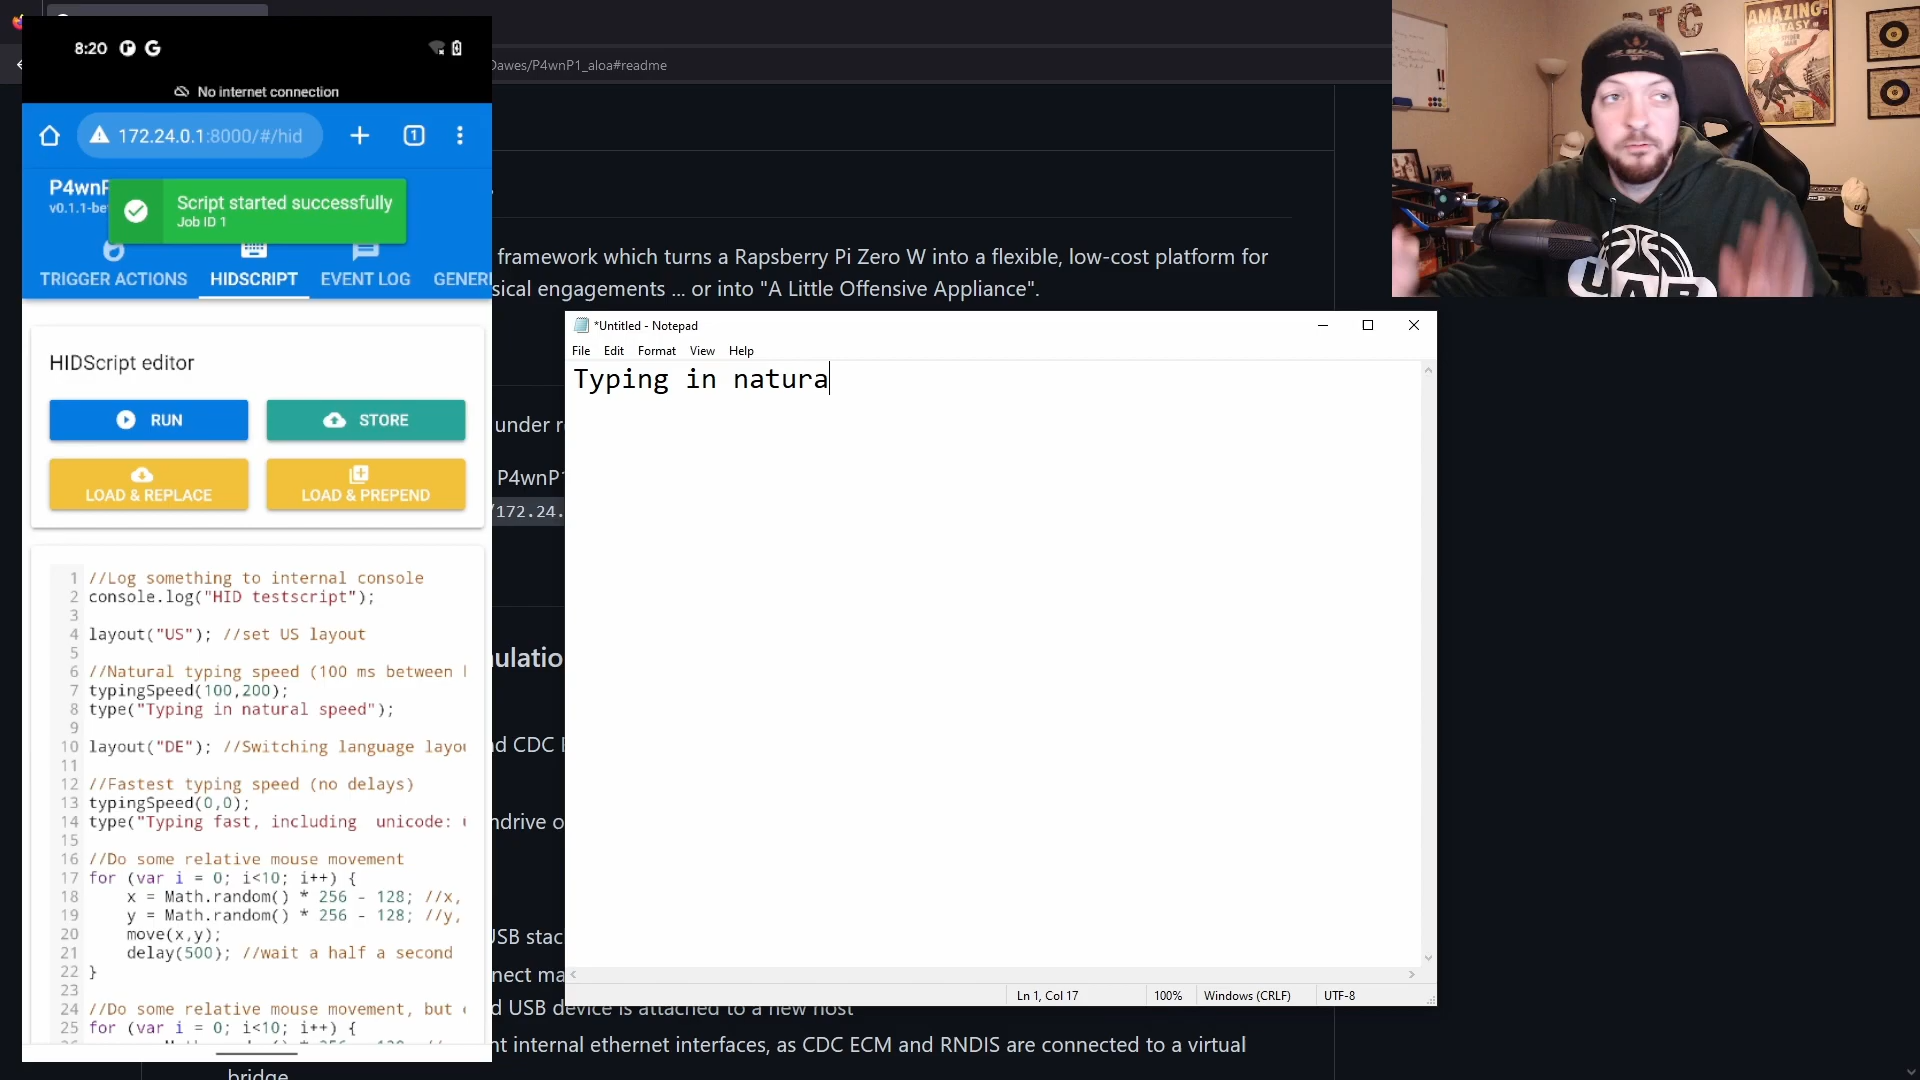 8:20
No internet connection
172.24.0.1:8000/#/hid
P4wnP
v0.1.1-be
Script started successfully
Job ID 1
TRIGGER ACTIONS
HIDSCRIPT
EVENT LOG
GENERI
HIDScript editor
RUN
STORE
LOAD & REPLACE
LOAD & PREPEND
1 //Log something to internal console
2 console.log("HID testscript");
3
4 layout("US"); //set US layout
5
6 //Natural typing speed (100 ms between
7 typingSpeed(100,200);
8 type("Typing in natural speed");
9
10 layout("DE"); //Switching language layou
11
12 //Fastest typing speed (no delays)
13 typingSpeed(0,0);
14 type("Typing fast, including  unicode:
15
16 //Do some relative mouse movement
17 for (var i = 0; i<10; i++) {
18     x = Math.random() * 256 - 128; //x,
19     y = Math.random() * 256 - 128; //y,
20     move(x,y);
21     delay(500); //wait a half a second
22 }
23
24 //Do some relative mouse movement, but
25 for (var i = 0; i<10; i++) {
Dawes/P4wnP1_aloa#readme
framework which turns a Rapsberry Pi Zero W into a flexible, low-cost platform for
sical engagements ... or into "A Little Offensive Appliance".
under r
P4wnP
/172.24.
ulatio
d CDC
ndrive o
USB stac
nect ma
d USB device is attached to a new host
nt internal ethernet interfaces, as CDC ECM and RNDIS are connected to a virtual
bridge
*Untitled - Notepad
File Edit Format View Help
Typing in natura
Ln 1, Col 17
100%
Windows (CRLF)
UTF-8
AMAZING
FANTASY
UAB